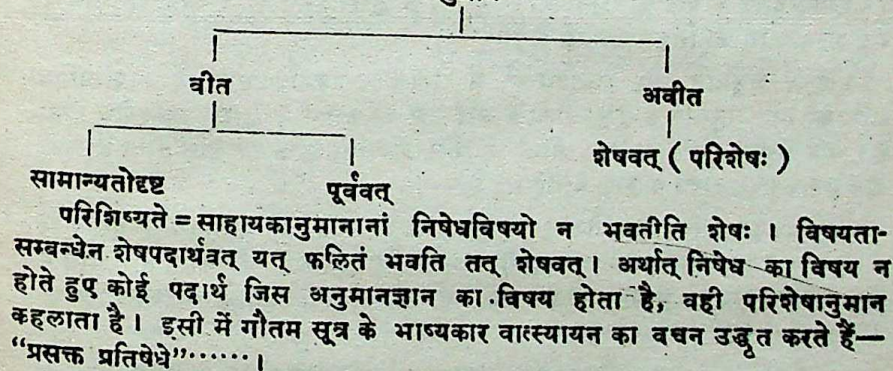 वीत
अवीत
शेषवत् ( परिशेषः )
सामान्यतोदृष्ट
पूर्ववत्
परिशिष्यते = साहायकानुमानानां निषेधविषयो न भवतीति शेषः । विषयता-
सम्बन्धेन शेषपदार्थवत् यत् फलितं भवति तत् शेषवत् । अर्थात् निषेध का विषय न
होते हुए कोई पदार्थ जिस अनुमानज्ञान का विषय होता है, वही परिशेषानुमान
कहलाता है । इसी में गौतम सूत्र के भाष्यकार वात्स्यायन का वचन उद्धृत करते हैं—
“प्रसक्त प्रतिषेधे”...... ।